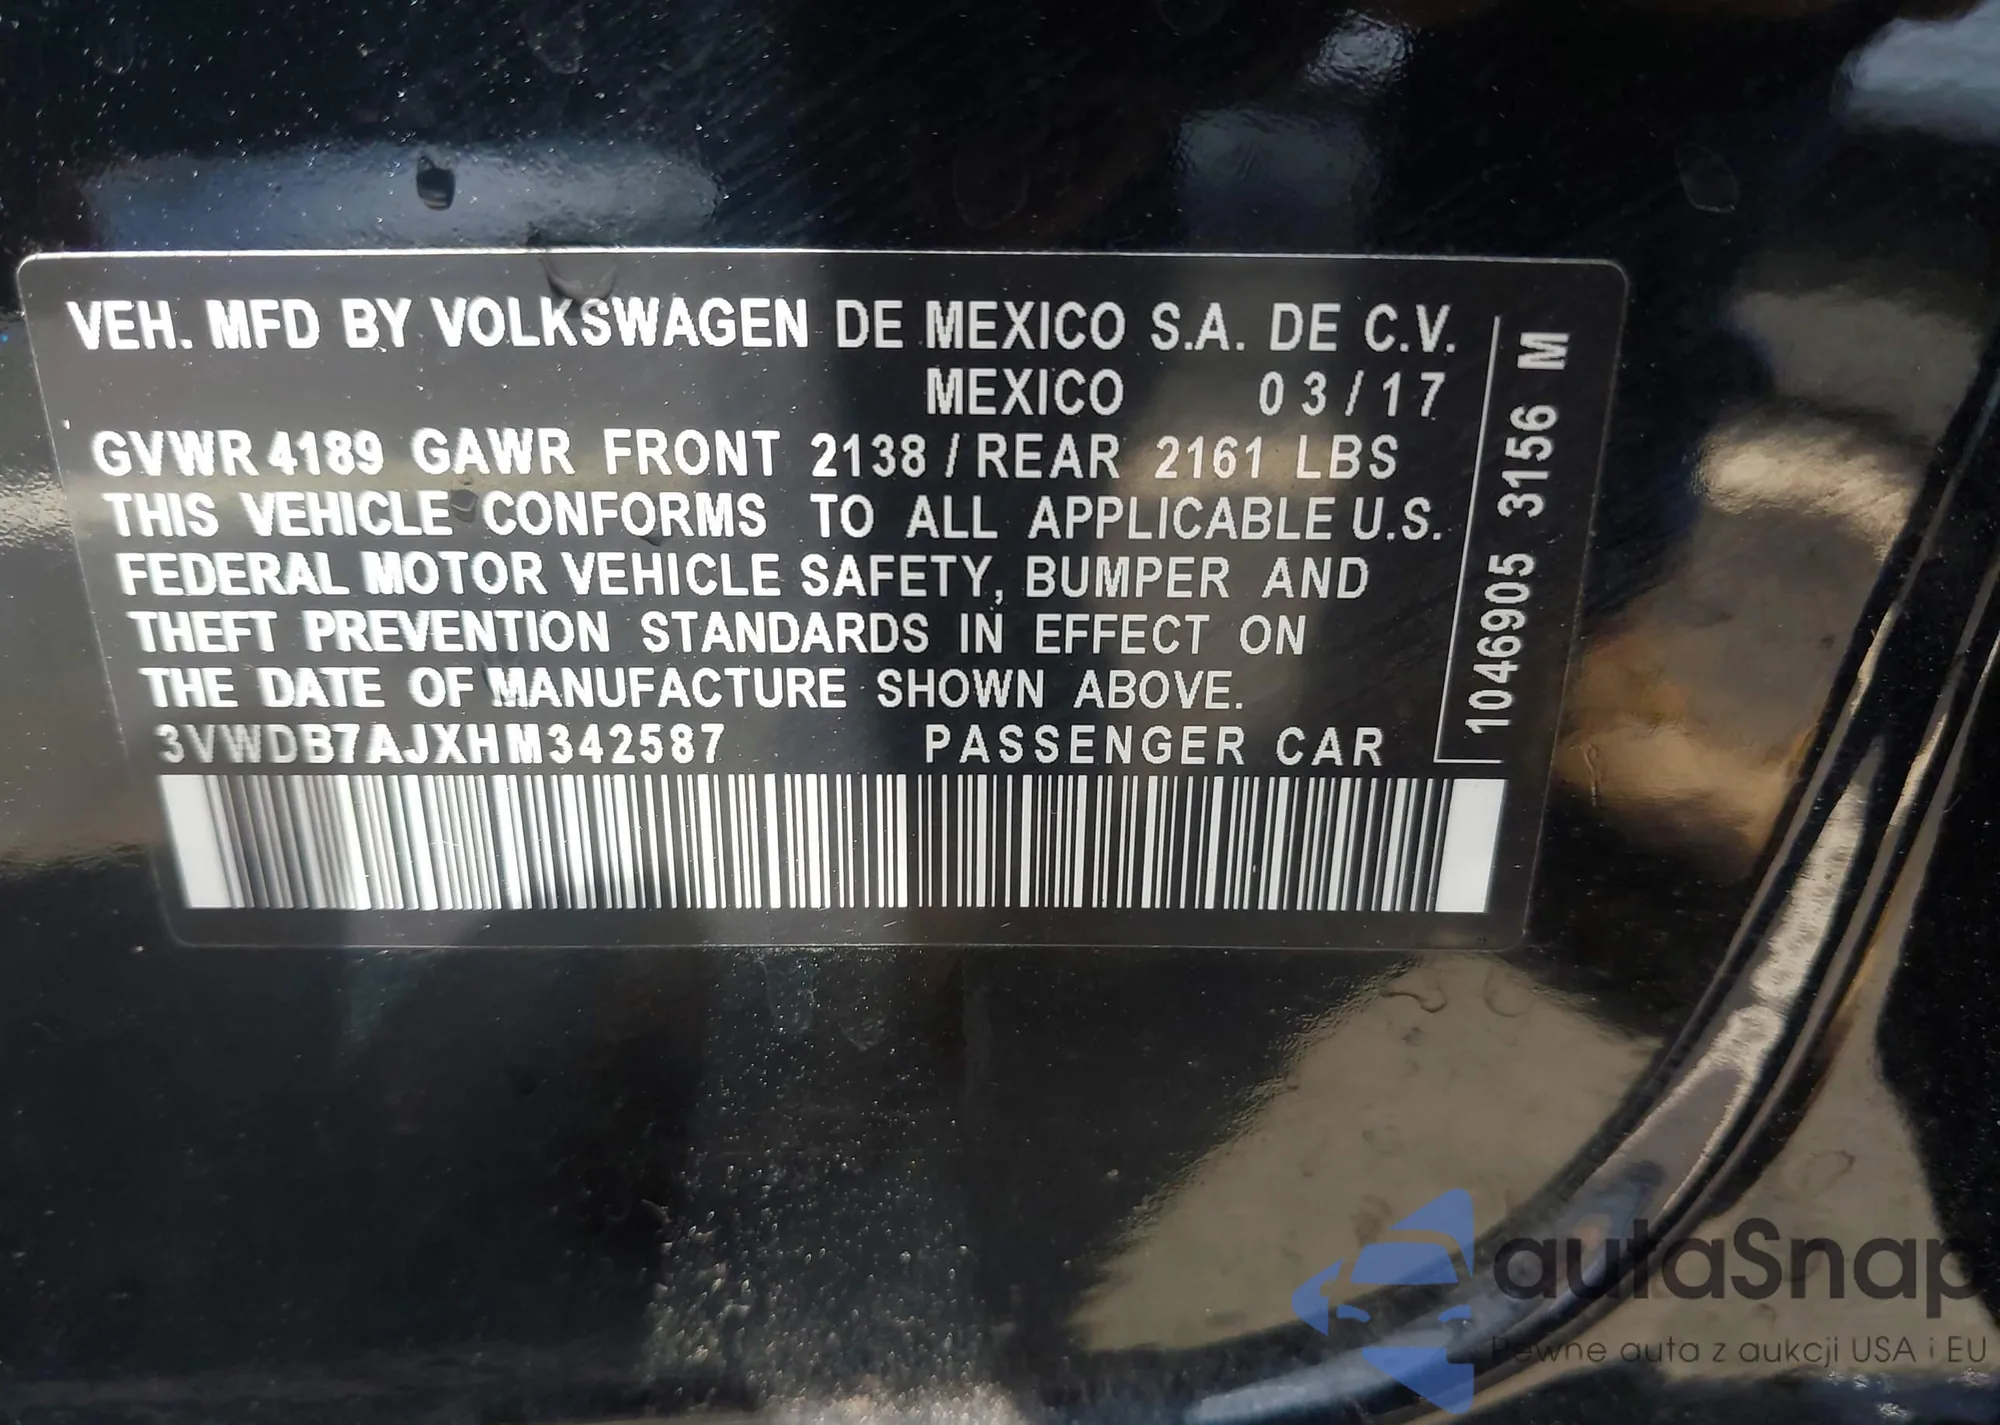 VEH. MFD BY VOLKSWAGEN DE MEXICO S.A. DE C.V.
MEXICO 03/17
GVWR 4189 GAWR FRONT 2138 / REAR 2161 LBS
THIS VEHICLE CONFORMS TO ALL APPLICABLE U.S.
FEDERAL MOTOR VEHICLE SAFETY, BUMPER AND
THEFT PREVENTION STANDARDS IN EFFECT ON
THE DATE OF MANUFACTURE SHOWN ABOVE.
3VWDB7AJXHM342587 PASSENGER CAR
1046905 3156 M
autaSnap
Pewne auta z aukcji USA i EU